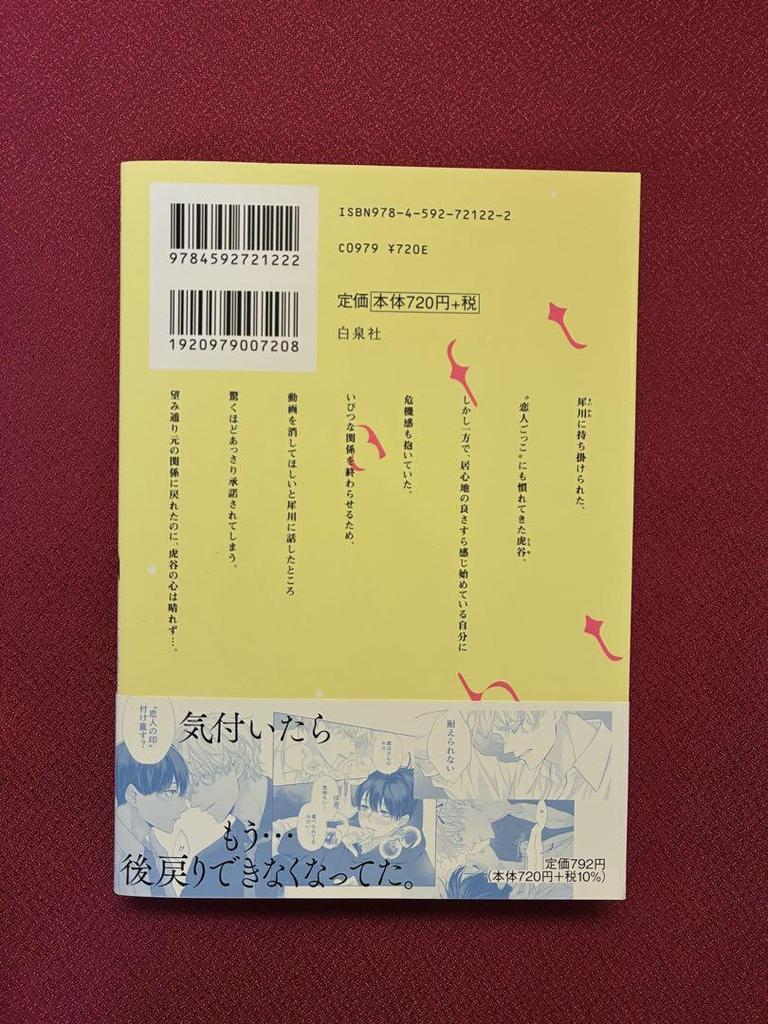 9784592721222
1920979007208
ISBN978-4-592-72122-2
C0979 ¥720E
定価 本体720円+税
白泉社
犀川に持ち掛けられた、
“恋人ごっこ”にも慣れてきた虎谷。
しかし一方で、居心地の良さすら感じ始めている自分に
危機感も抱いていた。
いびつな関係を終わらせるため、
動画を消してほしいと犀川に話したところ
驚くほどあっさり承諾されてしまう。
望み通り元の関係に戻れたのに、虎谷の心は晴れず…。
耐えられない
“恋人の印”
付け直す?
!?
気付いたら
もう…
後戻りできなくなってた。
定価792円
(本体720円+税10%)